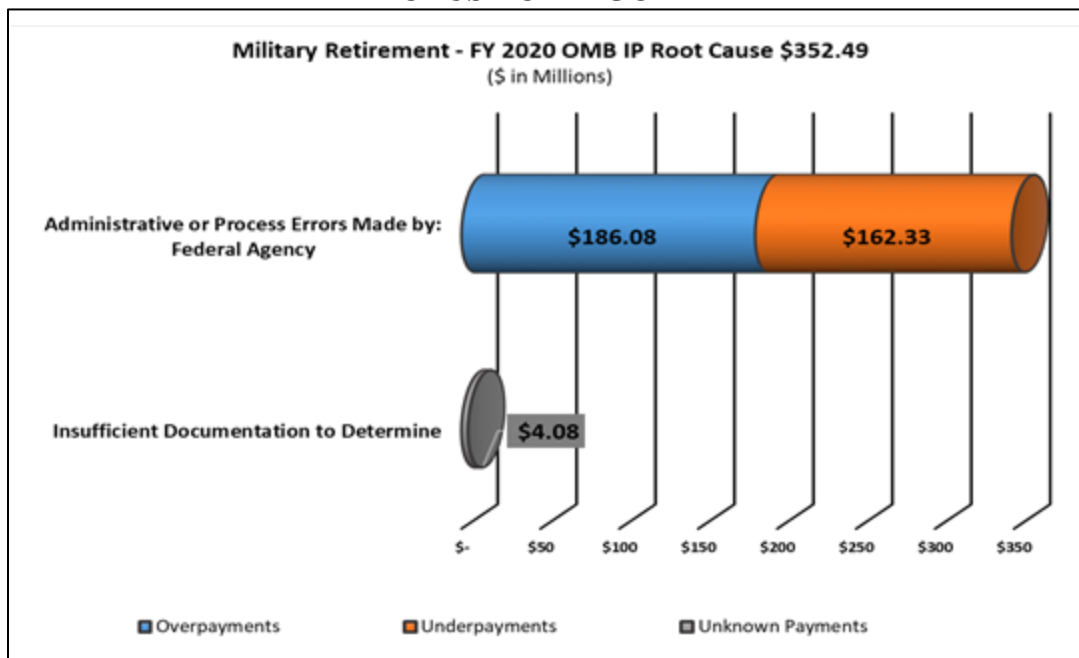 Military Retirement - FY 2020 OMB IP Root Cause $352.49
($ in Millions)
Administrative or Process Errors Made by:
Federal Agency
$186.08
$162.33
Insufficient Documentation to Determine
$4.08
$- $50 $100 $150 $200 $250 $300 $350
Overpayments Underpayments Unknown Payments